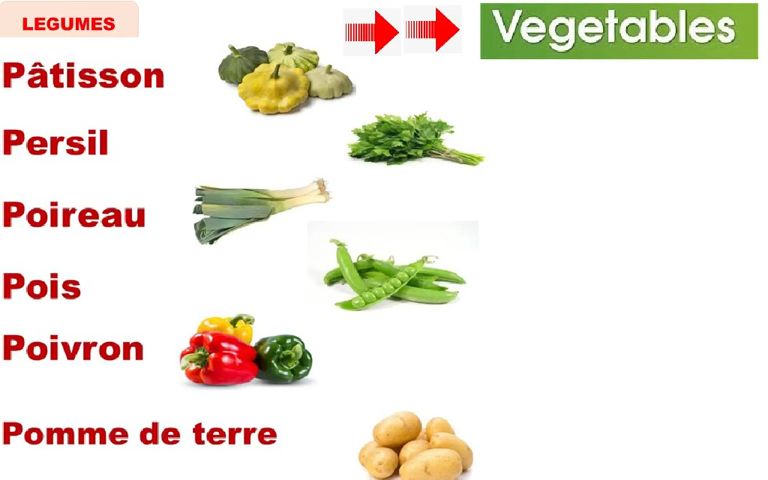 LEGUMES
Vegetables
Pâtisson
Persil
Poireau
Pois
Poivron
Pomme de terre